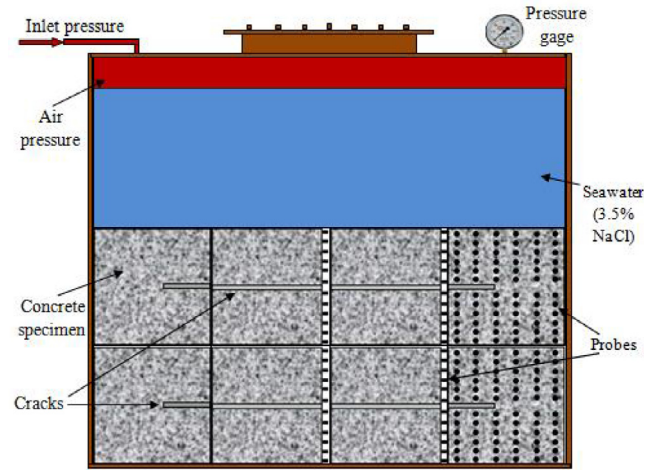 Inlet pressure
Pressure
gage
Air
pressure
Seawater
(3.5%
NaCl)
Concrete
specimen
Probes
Cracks